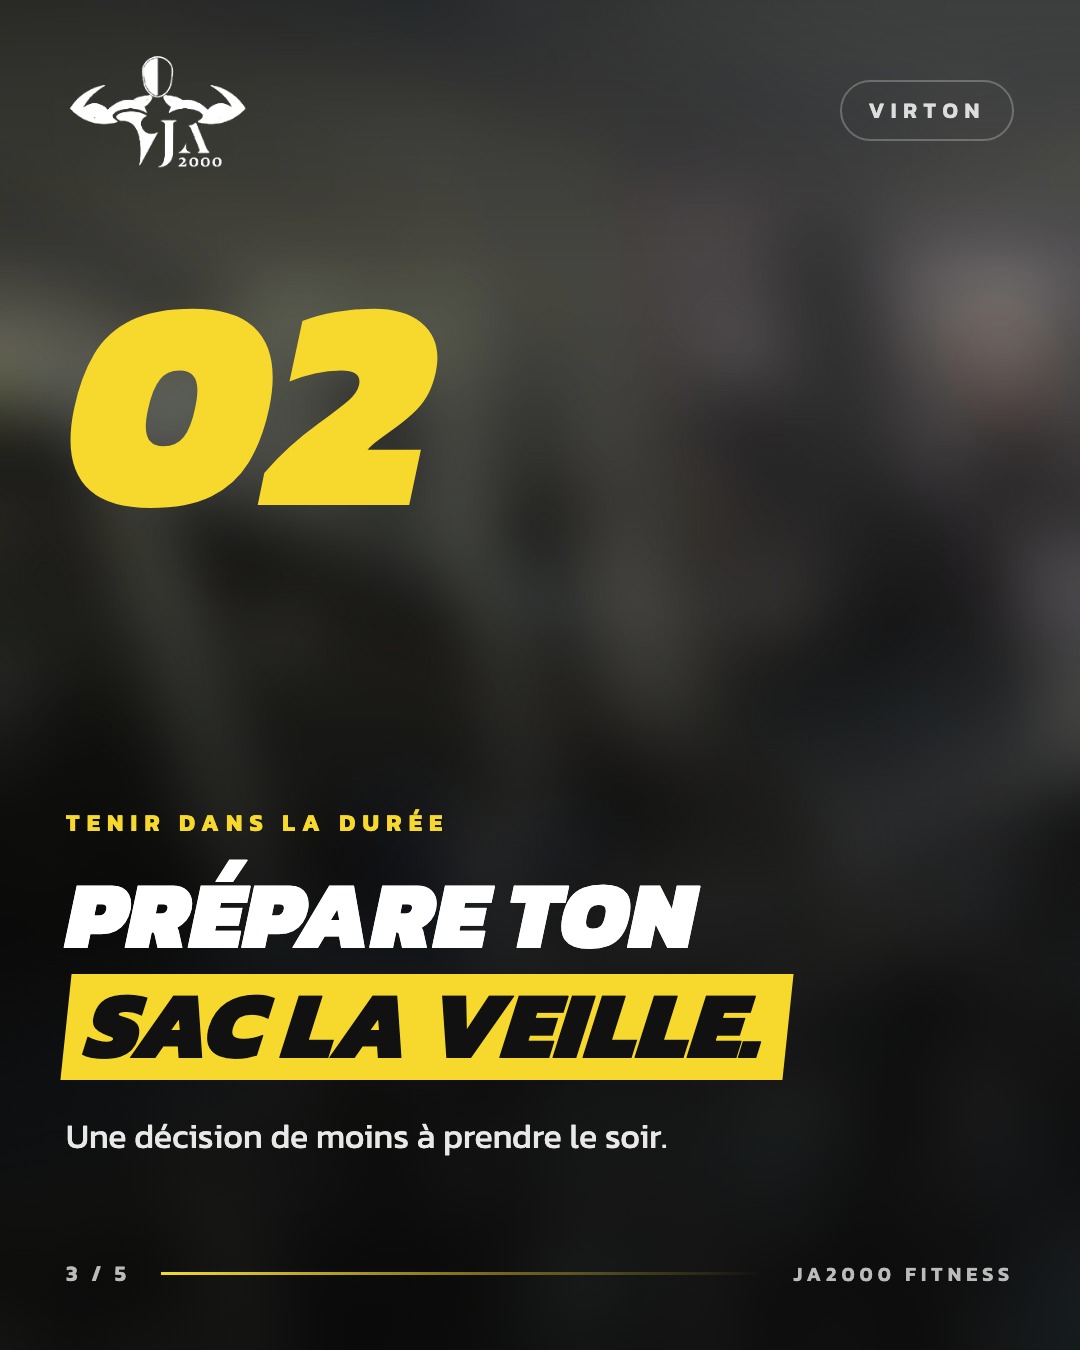 JA
2000
VIRTON
02
TENIR DANS LA DURÉE
PRÉPARE TON
SAC LA VEILLE.
Une décision de moins à prendre le soir.
3 / 5
JA2000 FITNESS